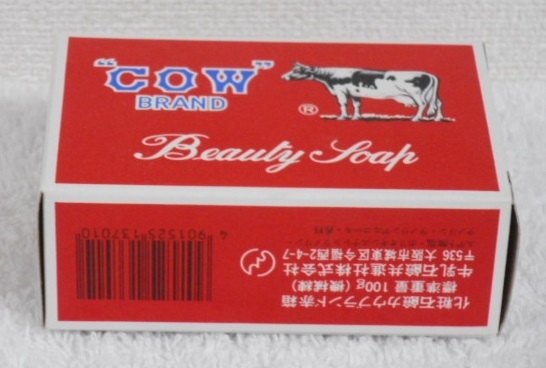 "COW"
BRAND
®
Beauty Soap
化粧石鹸カウブランド赤箱
標準重量 100g (機械練)
牛乳石鹸共進社株式会社
〒536 大阪市城東区今福西2-4-7
4901525137010